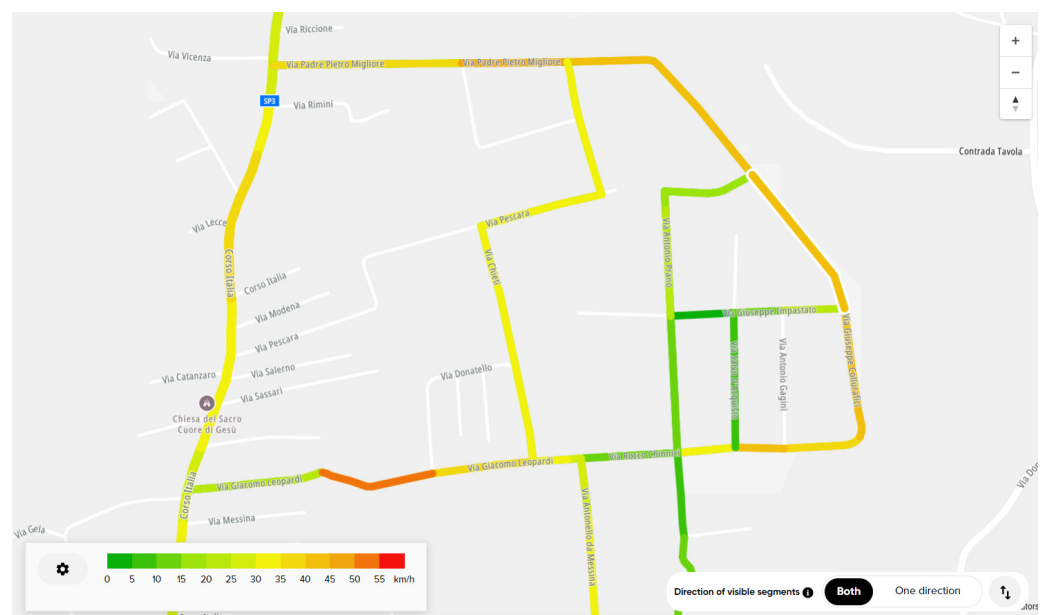 Via Riccione
Via Vicenza
Via Padre Pietro Migliore
Via Padre Pietro Migliore
+
−
SP3
Via Rimini
Contrada Tavola
Via Lecce
Via Pescara
Via Antonio Prano
Corso Italia
Via Chieti
Corso Italia
Via Modena
Via Giuseppe Impastato
Via Giuseppe Collurafici
Via Pescara
Via Antonio Gagini
Via Catanzaro
Via Salerno
Via Donatello
Via Sassari
Chiesa del Sacro
Cuore di Gesù
Via Giacomo Leopardi
Via Rocco Chinnici
Via Giacomo Leopardi
Corso Italia
Via Antonello da Messina
Via Messina
Via Gela
0 5 10 15 20 25 30 35 40 45 50 55 km/h
Direction of visible segments Both One direction